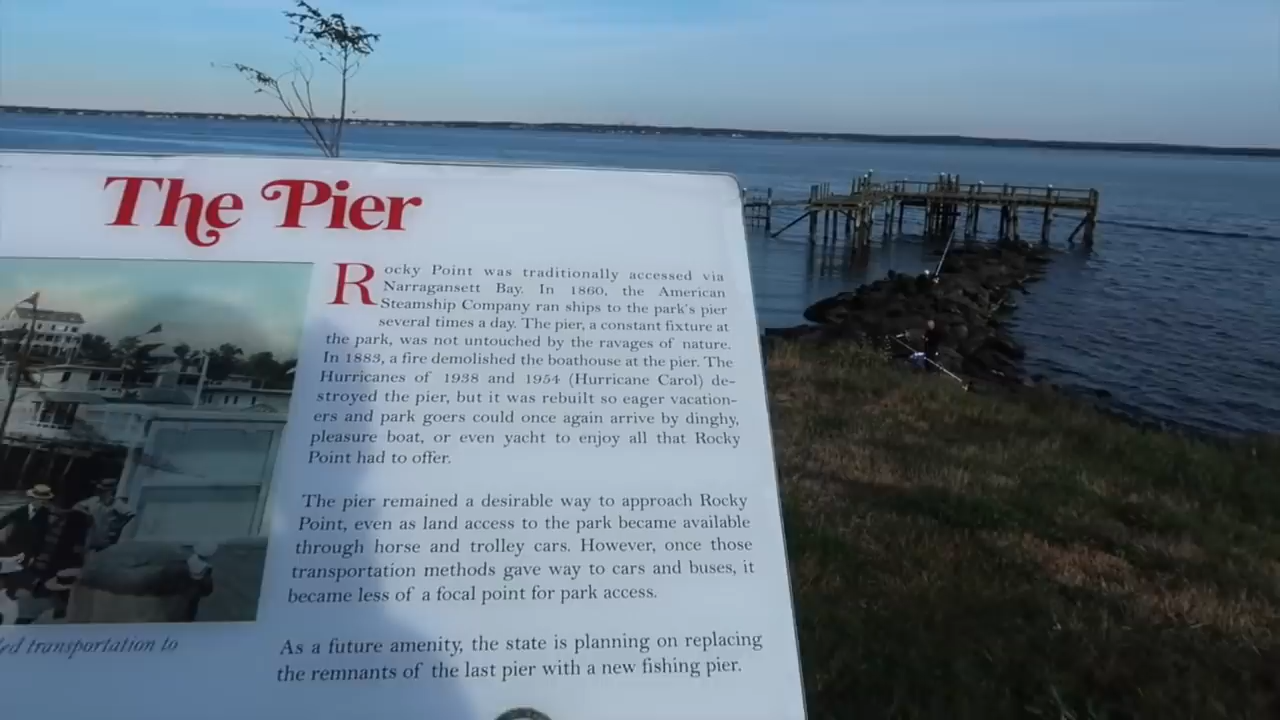 The Pier
Rocky Point was traditionally accessed via
Narragansett Bay. In 1860, the American
Steamship Company ran ships to the park's pier
several times a day. The pier, a constant fixture at
the park, was not untouched by the ravages of nature.
In 1883, a fire demolished the boathouse at the pier. The
Hurricanes of 1938 and 1954 (Hurricane Carol) de-
stroyed the pier, but it was rebuilt so eager vacation-
ers and park goers could once again arrive by dinghy,
pleasure boat, or even yacht to enjoy all that Rocky
Point had to offer.
The pier remained a desirable way to approach Rocky
Point, even as land access to the park became available
through horse and trolley cars. However, once those
transportation methods gave way to cars and buses, it
became less of a focal point for park access.
As a future amenity, the state is planning on replacing
the remnants of the last pier with a new fishing pier.
transportation to